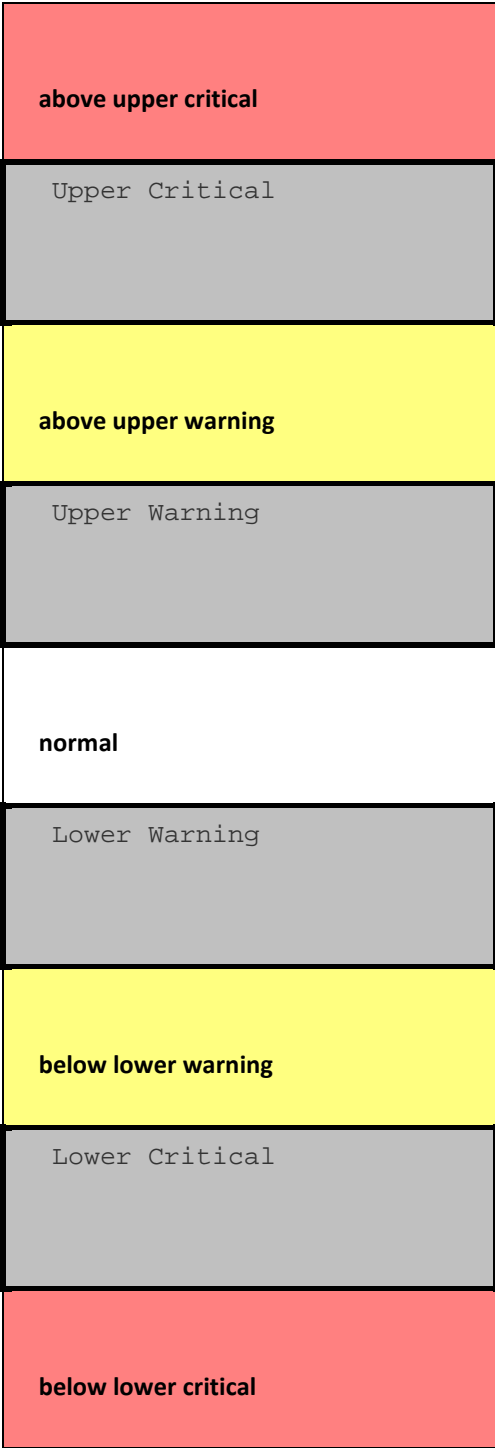 above upper critical
Upper Critical
above upper warning
Upper Warning
normal
Lower Warning
below lower warning
Lower Critical
below lower critical